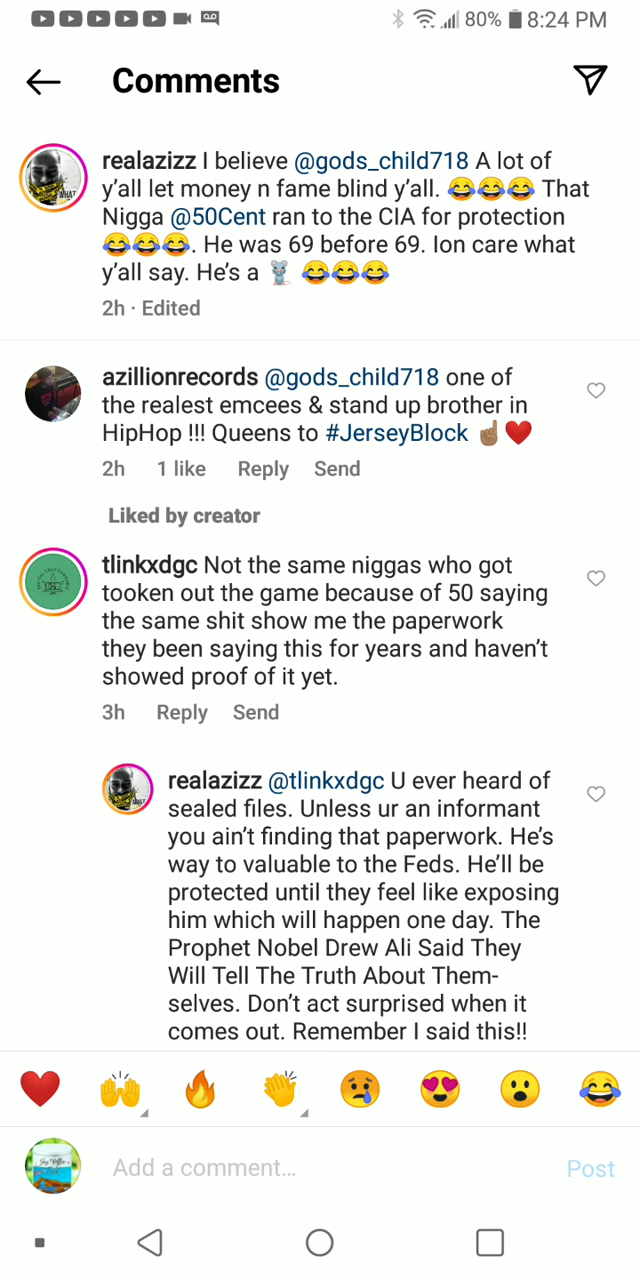 80% 8:24 PM
Comments
realazizz I believe @gods_child718 A lot of
y'all let money n fame blind y'all. 😂😂😂 That
Nigga @50Cent ran to the CIA for protection
😂😂😂. He was 69 before 69. Ion care what
y'all say. He's a 🐁 😂😂😂
2h · Edited
azillionrecords @gods_child718 one of
the realest emcees & stand up brother in
HipHop !!! Queens to #JerseyBlock ☝🏾❤️
2h 1 like Reply Send
Liked by creator
tlinkxdgc Not the same niggas who got
tooken out the game because of 50 saying
the same shit show me the paperwork
they been saying this for years and haven't
showed proof of it yet.
3h Reply Send
realazizz @tlinkxdgc U ever heard of
sealed files. Unless ur an informant
you ain't finding that paperwork. He's
way to valuable to the Feds. He'll be
protected until they feel like exposing
him which will happen one day. The
Prophet Nobel Drew Ali Said They
Will Tell The Truth About Them-
selves. Don't act surprised when it
comes out. Remember I said this!!
❤️ 🙌 🔥 👏 😢 😍 😮 😂
Add a comment... Post